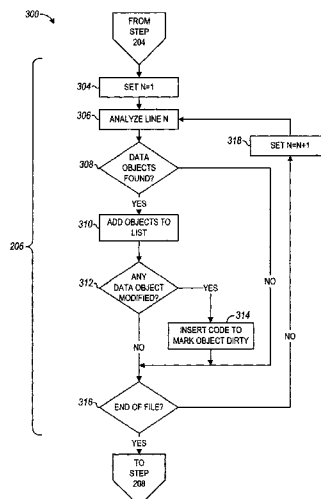 300
FROM
STEP
204
304
SET N=1
306
ANALYZE LINE N
318
SET N=N+1
308
DATA
OBJECTS
FOUND?
YES
310
ADD OBJECTS TO
LIST
206
312
ANY
DATA OBJECT
MODIFIED?
YES
NO
NO
314
INSERT CODE TO
MARK OBJECT DIRTY
NO
316
END OF FILE?
YES
TO
STEP
208